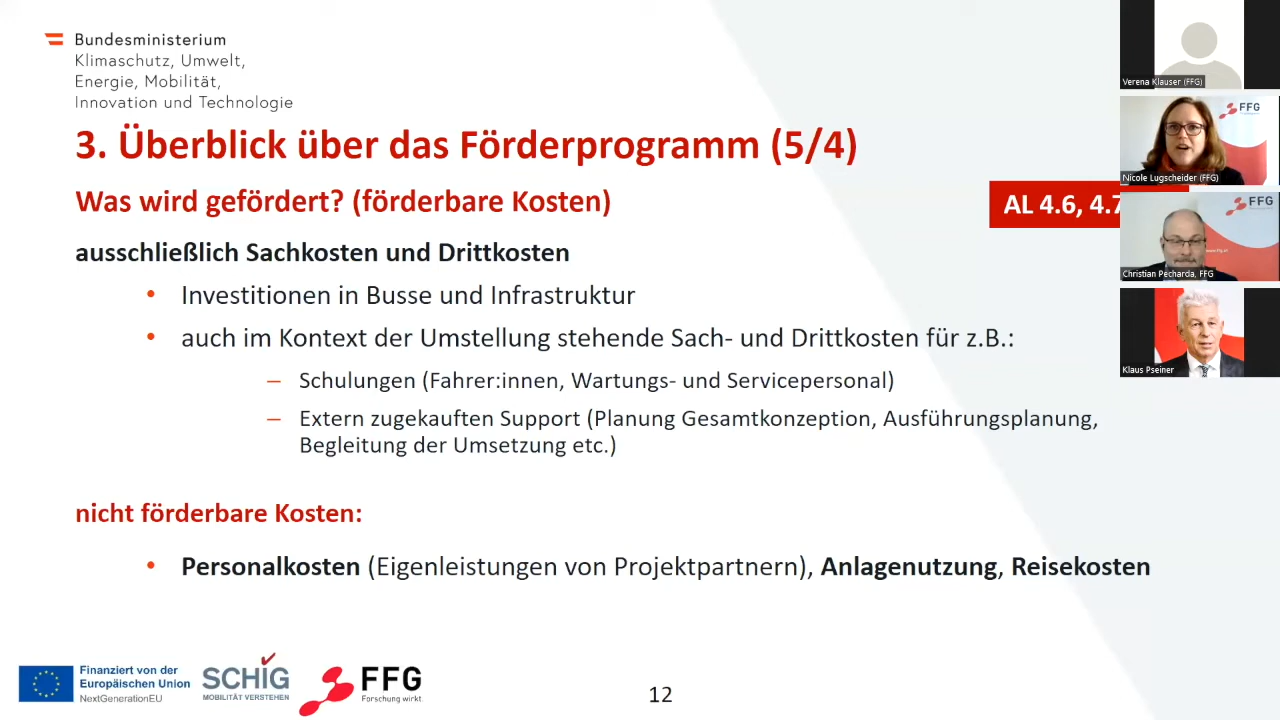 Bundesministerium
Klimaschutz, Umwelt,
Energie, Mobilität,
Innovation und Technologie
3. Überblick über das Förderprogramm (5/4)
Was wird gefördert? (förderbare Kosten)
AL 4.6, 4.7
ausschließlich Sachkosten und Drittkosten
• Investitionen in Busse und Infrastruktur
• auch im Kontext der Umstellung stehende Sach- und Drittkosten für z.B.:
– Schulungen (Fahrer:innen, Wartungs- und Servicepersonal)
– Extern zugekauften Support (Planung Gesamtkonzeption, Ausführungsplanung,
Begleitung der Umsetzung etc.)
nicht förderbare Kosten:
• Personalkosten (Eigenleistungen von Projektpartnern), Anlagenutzung, Reisekosten
Finanziert von der
Europäischen Union
NextGenerationEU
SCHIG
MOBILITÄT VERSTEHEN
FFG
Forschung wirkt
12
Verena Klauser (FFG)
FFG
Nicole Lugscheider (FFG)
FFG
www.ffg.at
Christian Pecharda, FFG
Klaus Pseiner